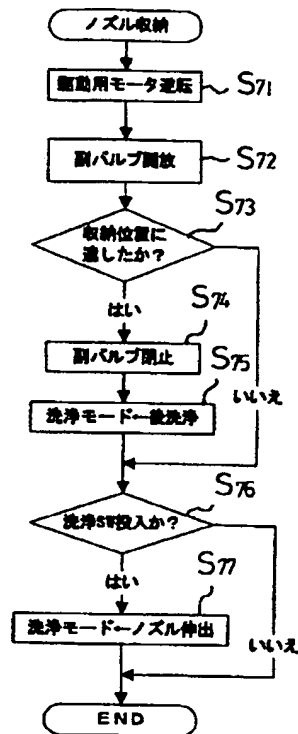 ノズル収納
駆動用モータ逆転
S71
副バルブ開放
S72
S73
収納位置に
達したか?
はい
S74
副バルブ閉止
S75
洗浄モード←後洗浄
いいえ
S76
洗浄SW投入か?
はい
S77
洗浄モード←ノズル伸出
いいえ
END